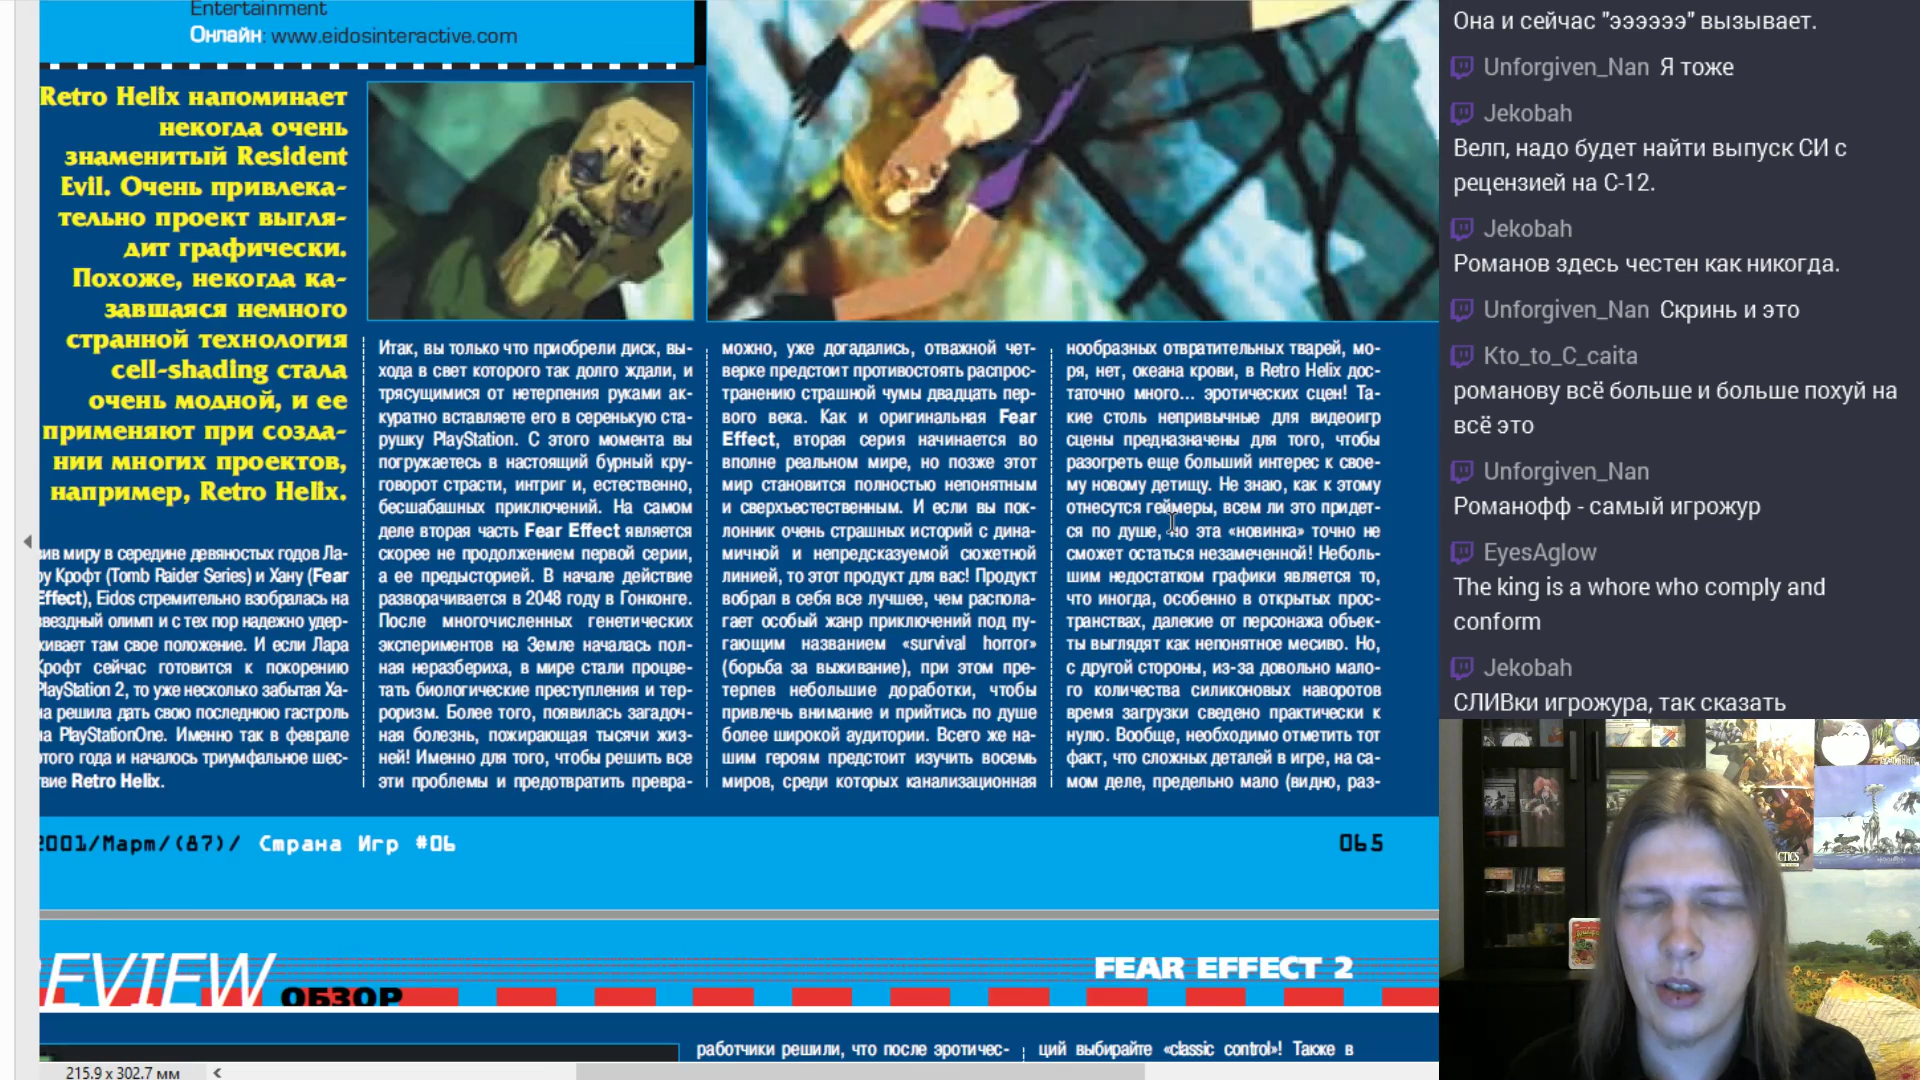 Entertainment
Онлайн: www.eidosinteractive.com
Retro Helix напоминает
некогда очень
знаменитый Resident
Evil. Очень привлека-
тельно проект выгля-
дит графически.
Похоже, некогда ка-
завшаяся немного
странной технология
cell-shading стала
очень модной, и ее
применяют при созда-
нии многих проектов,
например, Retro Helix.
вив миру в середине девяностых годов Ла-
ру Крофт (Tomb Raider Series) и Хану (Fear
Effect), Eidos стремительно взобралась на
звездный олимп и с тех пор надежно удер-
живает там свое положение. И если Лара
Крофт сейчас готовится к покорению
PlayStation 2, то уже несколько забытая Ха-
на решила дать свою последнюю гастроль
на PlayStationOne. Именно так в феврале
этого года и началось триумфальное шес-
твие Retro Helix.
Итак, вы только что приобрели диск, вы-
хода в свет которого так долго ждали, и
трясущимися от нетерпения руками ак-
куратно вставляете его в серенькую ста-
рушку PlayStation. С этого момента вы
погружаетесь в настоящий бурный кру-
говорот страсти, интриг и, естественно,
бесшабашных приключений. На самом
деле вторая часть Fear Effect является
скорее не продолжением первой серии,
а ее предысторией. В начале действие
разворачивается в 2048 году в Гонконге.
После многочисленных генетических
экспериментов на Земле началась пол-
ная неразбериха, в мире стали процве-
тать биологические преступления и тер-
роризм. Более того, появилась загадоч-
ная болезнь, пожирающая тысячи жиз-
ней! Именно для того, чтобы решить все
эти проблемы и предотвратить превра-
можно, уже догадались, отважной чет-
верке предстоит противостоять распрос-
транению страшной чумы двадцать пер-
вого века. Как и оригинальная Fear
Effect, вторая серия начинается во
вполне реальном мире, но позже этот
мир становится полностью непонятным
и сверхъестественным. И если вы пок-
лонник очень страшных историй с дина-
мичной и непредсказуемой сюжетной
линией, то этот продукт для вас! Продукт
вобрал в себя все лучшее, чем распола-
гает особый жанр приключений под пу-
гающим названием «survival horror»
(борьба за выживание), при этом пре-
терпев небольшие доработки, чтобы
привлечь внимание и прийтись по душе
более широкой аудитории. Всего же на-
шим героям предстоит изучить восемь
миров, среди которых канализационная
нообразных отвратительных тварей, мо-
ря, нет, океана крови, в Retro Helix дос-
таточно много... эротических сцен! Та-
кие столь непривычные для видеоигр
сцены предназначены для того, чтобы
разогреть еще больший интерес к свое-
му новому детищу. Не знаю, как к этому
отнесутся геймеры, всем ли это придет-
ся по душе, но эта «новинка» точно не
сможет остаться незамеченной! Неболь-
шим недостатком графики является то,
что иногда, особенно в открытых прос-
транствах, далекие от персонажа объек-
ты выглядят как непонятное месиво. Но,
с другой стороны, из-за довольно мало-
го количества силиконовых наворотов
время загрузки сведено практически к
нулю. Вообще, необходимо отметить тот
факт, что сложных деталей в игре, на са-
мом деле, предельно мало (видно, раз-
2001/Март/(87)/ Страна Игр #06
065
EVIEW
ОБЗОР
FEAR EFFECT 2
работчики решили, что после эротичес-
ций выбирайте «classic control»! Также в
215.9 x 302.7 мм
Она и сейчас "ээээээ" вызывает.
Unforgiven_Nan Я тоже
Jekobah
Велп, надо будет найти выпуск СИ с
рецензией на C-12.
Jekobah
Романов здесь честен как никогда.
Unforgiven_Nan Скринь и это
Kto_to_C_caita
романову всё больше и больше похуй на
всё это
Unforgiven_Nan
Романофф - самый игрожур
EyesAglow
The king is a whore who comply and
conform
Jekobah
СЛИВки игрожура, так сказать